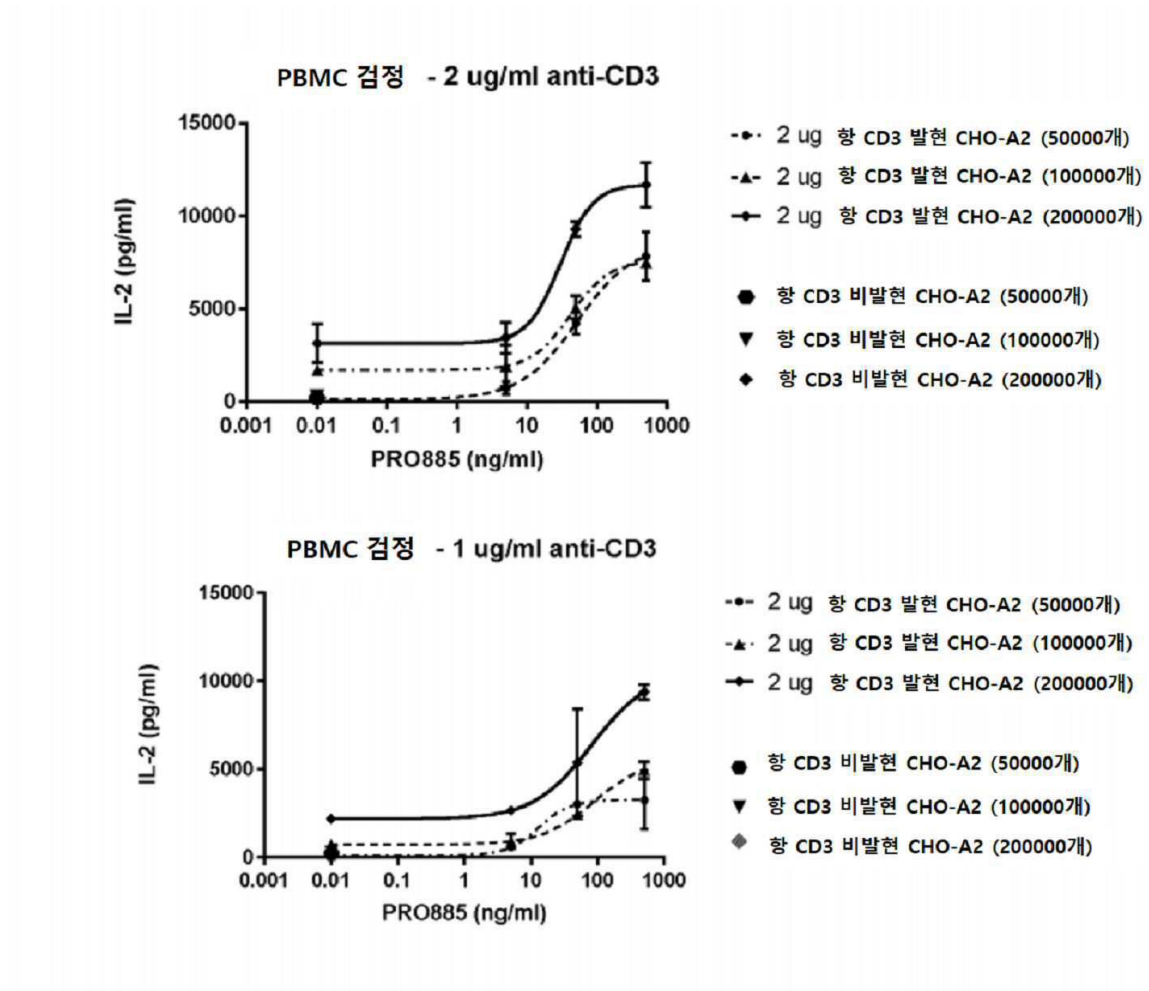 PBMC 검정 - 2 ug/ml anti-CD3
15000
10000
5000
0
IL-2 (pg/ml)
0.001 0.01 0.1 1 10 100 1000
PRO885 (ng/ml)
2 ug 항 CD3 발현 CHO-A2 (50000개)
2 ug 항 CD3 발현 CHO-A2 (100000개)
2 ug 항 CD3 발현 CHO-A2 (200000개)
항 CD3 비발현 CHO-A2 (50000개)
항 CD3 비발현 CHO-A2 (100000개)
항 CD3 비발현 CHO-A2 (200000개)
PBMC 검정 - 1 ug/ml anti-CD3
15000
10000
5000
0
IL-2 (pg/ml)
0.001 0.01 0.1 1 10 100 1000
PRO885 (ng/ml)
2 ug 항 CD3 발현 CHO-A2 (50000개)
2 ug 항 CD3 발현 CHO-A2 (100000개)
2 ug 항 CD3 발현 CHO-A2 (200000개)
항 CD3 비발현 CHO-A2 (50000개)
항 CD3 비발현 CHO-A2 (100000개)
항 CD3 비발현 CHO-A2 (200000개)